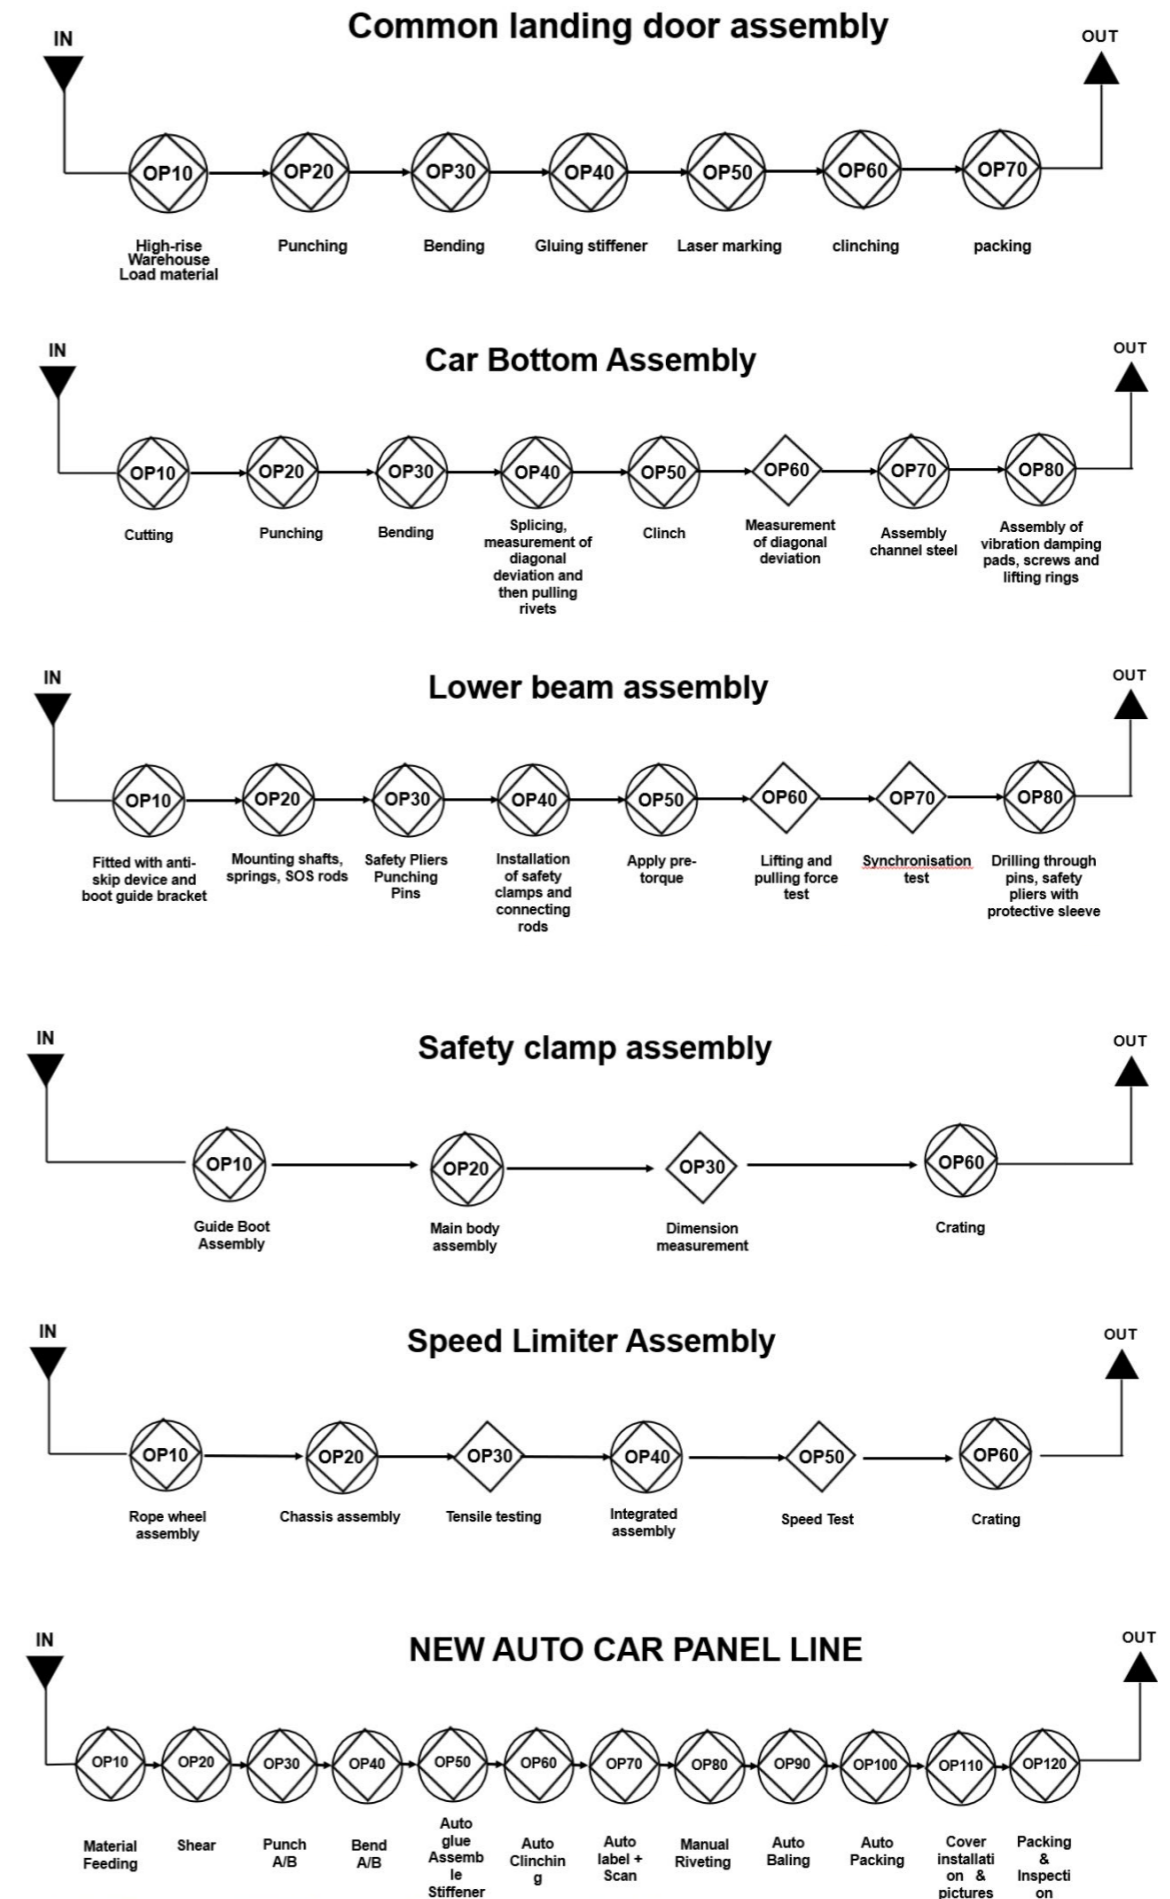 Common landing door assembly
IN
OUT
OP10
OP20
OP30
OP40
OP50
OP60
OP70
High-rise
Warehouse
Load material
Punching
Bending
Gluing stiffener
Laser marking
clinching
packing
Car Bottom Assembly
IN
OUT
OP10
OP20
OP30
OP40
OP50
OP60
OP70
OP80
Cutting
Punching
Bending
Splicing,
measurement of
diagonal
deviation and
then pulling
rivets
Clinch
Measurement
of diagonal
deviation
Assembly
channel steel
Assembly of
vibration damping
pads, screws and
lifting rings
Lower beam assembly
IN
OUT
OP10
OP20
OP30
OP40
OP50
OP60
OP70
OP80
Fitted with anti-
skip device and
boot guide bracket
Mounting shafts,
springs, SOS rods
Safety Pliers
Punching
Pins
Installation
of safety
clamps and
connecting
rods
Apply pre-
torque
Lifting and
pulling force
test
Synchronisation
test
Drilling through
pins, safety
pliers with
protective sleeve
Safety clamp assembly
IN
OUT
OP10
OP20
OP30
OP60
Guide Boot
Assembly
Main body
assembly
Dimension
measurement
Crating
Speed Limiter Assembly
IN
OUT
OP10
OP20
OP30
OP40
OP50
OP60
Rope wheel
assembly
Chassis assembly
Tensile testing
Integrated
assembly
Speed Test
Crating
NEW AUTO CAR PANEL LINE
IN
OUT
OP10
OP20
OP30
OP40
OP50
OP60
OP70
OP80
OP90
OP100
OP110
OP120
Material
Feeding
Shear
Punch
A/B
Bend
A/B
Auto
glue
Assemb
le
Stiffener
Auto
Clinchin
g
Auto
label +
Scan
Manual
Riveting
Auto
Baling
Auto
Packing
Cover
installati
on &
pictures
Packing
&
Inspecti
on